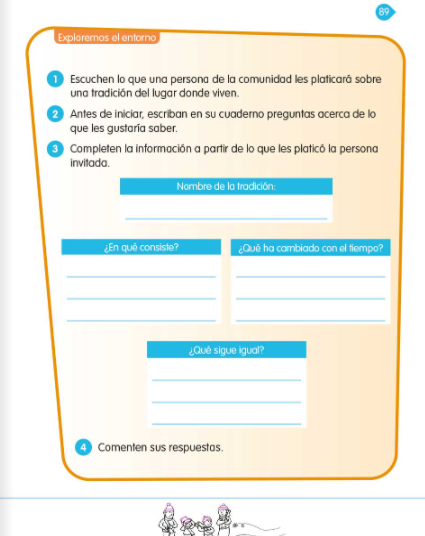 89
Exploremos el entorno
1 Escuchen lo que una persona de la comunidad les platicará sobre
una tradición del lugar donde viven.
2 Antes de iniciar, escriban en su cuaderno preguntas acerca de lo
que les gustaría saber.
3 Completen la información a partir de lo que les platicó la persona
invitada.
Nombre de la tradición:
¿En qué consiste?
¿Qué ha cambiado con el tiempo?
¿Qué sigue igual?
4 Comenten sus respuestas.